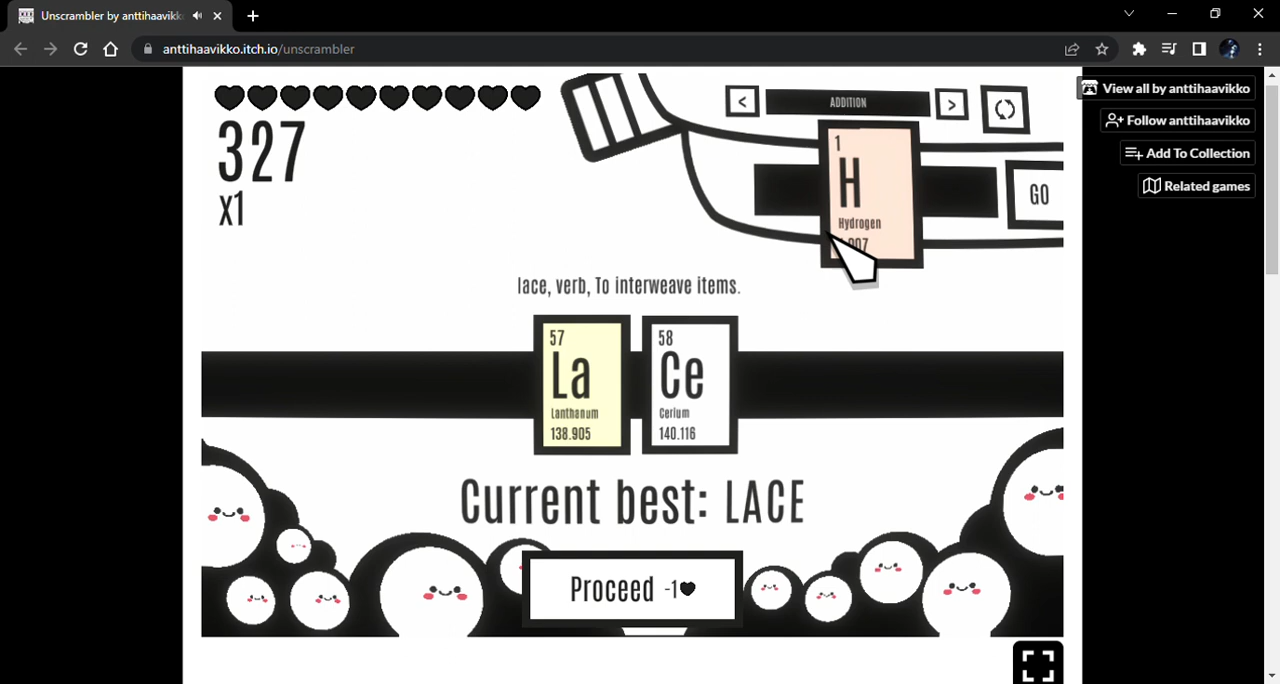 Unscrambler by anttihaavikk
anttihaavikko.itch.io/unscrambler
View all by anttihaavikko
Follow anttihaavikko
Add To Collection
Related games
327
x1
< ADDITION >
1
H
Hydrogen
GO
lace, verb, To interweave items.
57
La
Lanthanum
138.905
58
Ce
Cerium
140.116
Current best: LACE
Proceed -1